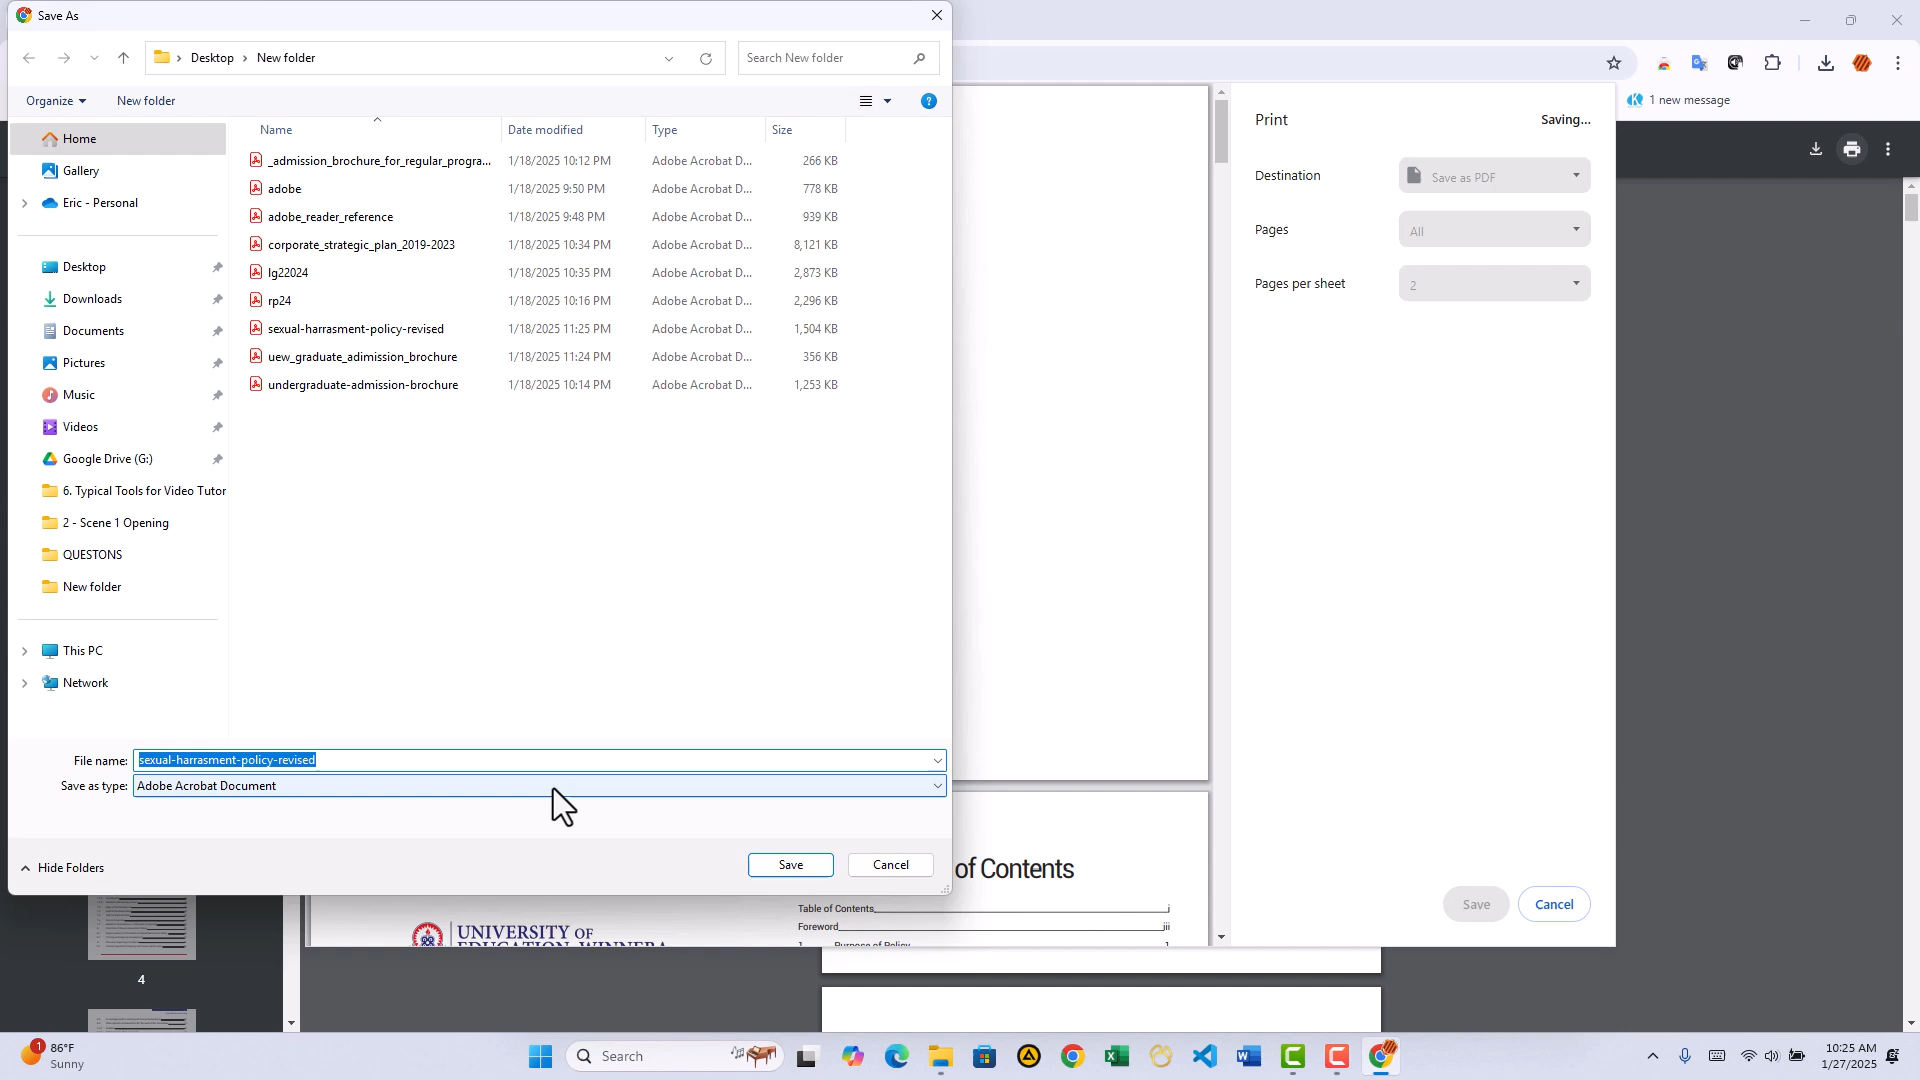 Save As
Desktop > New folder
Search New folder
Organize
New folder
Name
Date modified
Type
Size
Home
Gallery
Eric - Personal
Desktop
Downloads
Documents
Pictures
Music
Videos
Google Drive (G:)
6. Typical Tools for Video Tutor
2 - Scene 1 Opening
QUESTONS
New folder
This PC
Network
_admission_brochure_for_regular_progra... 1/18/2025 10:12 PM Adobe Acrobat D... 266 KB
adobe 1/18/2025 9:50 PM Adobe Acrobat D... 778 KB
adobe_reader_reference 1/18/2025 9:48 PM Adobe Acrobat D... 939 KB
corporate_strategic_plan_2019-2023 1/18/2025 10:34 PM Adobe Acrobat D... 8,121 KB
lg22024 1/18/2025 10:35 PM Adobe Acrobat D... 2,873 KB
rp24 1/18/2025 10:16 PM Adobe Acrobat D... 2,296 KB
sexual-harrasment-policy-revised 1/18/2025 11:25 PM Adobe Acrobat D... 1,504 KB
uew_graduate_adimission_brochure 1/18/2025 11:24 PM Adobe Acrobat D... 356 KB
undergraduate-admission-brochure 1/18/2025 10:14 PM Adobe Acrobat D... 1,253 KB
File name: sexual-harrasment-policy-revised
Save as type: Adobe Acrobat Document
Hide Folders
Save
Cancel
1 new message
Print
Saving...
Destination
Save as PDF
Pages
All
Pages per sheet
2
Save
Cancel
of Contents
Table of Contents i
Foreword iii
1 Purpose of Policy 1
UNIVERSITY OF
EDUCATION, WINNEBA
4
1
86°F
Sunny
Search
10:25 AM
1/27/2025